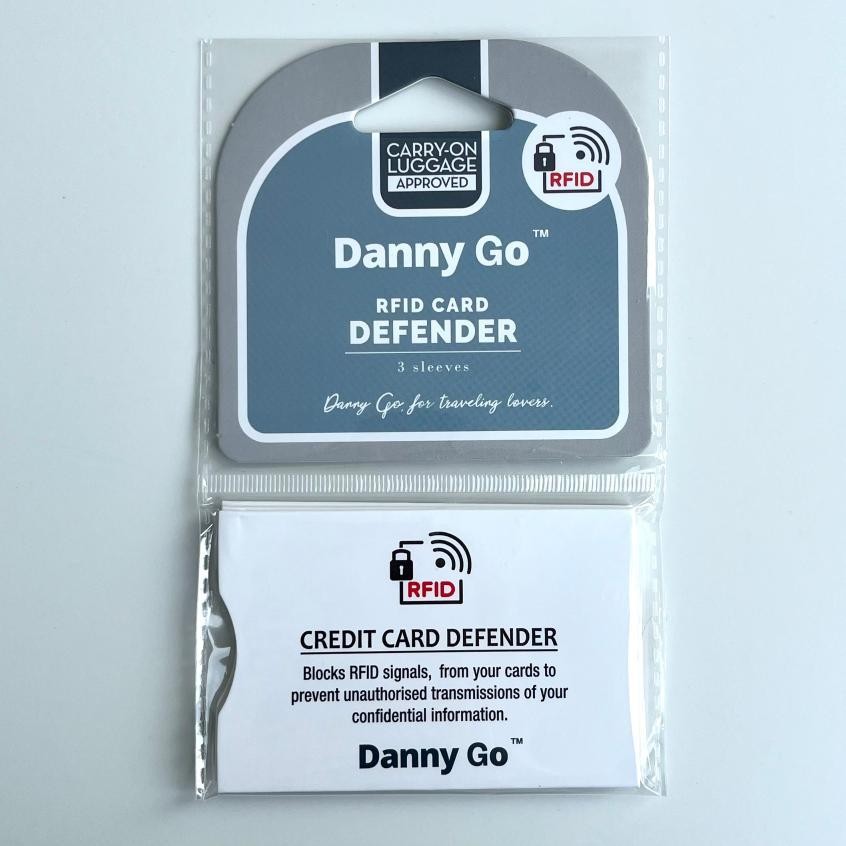 CARRY-ON
LUGGAGE
APPROVED
RFID
Danny Go™
RFID CARD
DEFENDER
3 sleeves
Danny Go, for traveling lovers.
RFID
CREDIT CARD DEFENDER
Blocks RFID signals, from your cards to
prevent unauthorised transmissions of your
confidential information.
Danny Go™